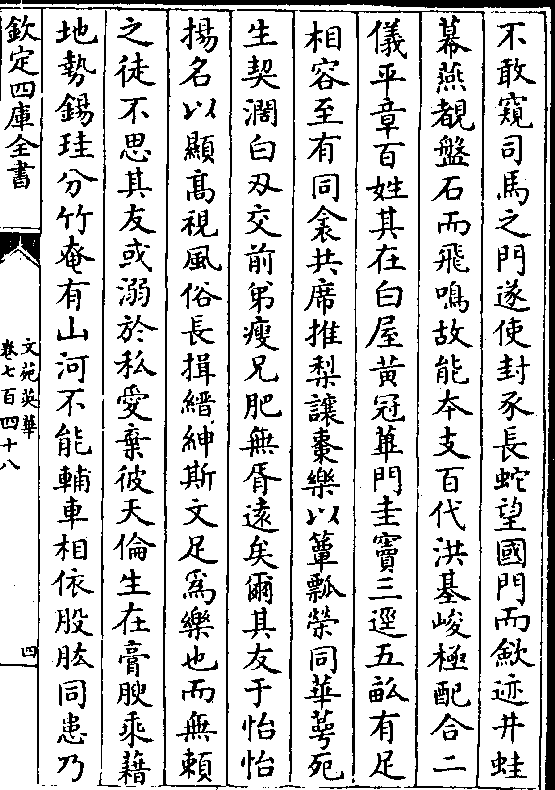 不敢窺司馬之門遂使封豕長蛇望國門而歛迹井蛙
幕燕覩盤石而飛鳴故能本支百代洪基峻極配合二
儀平章百姓其在白屋黄冠蓽門圭竇三逕五畝有足
相容至有同衾共席推梨讓棗樂以簞瓢榮同華萼死
生契濶白刃交前弟瘦兄肥無胥遠矣爾其友于怡怡
揚名以顯髙視風俗長揖縉紳斯文足為樂也而無賴
之徒不思其友或溺於私愛棄彼天倫生在膏腴乘藉
地勢錫珪分竹奄有山河不能輔車相依股肱同患乃
欽定四庫全書
文苑英華
卷七百四十八
四